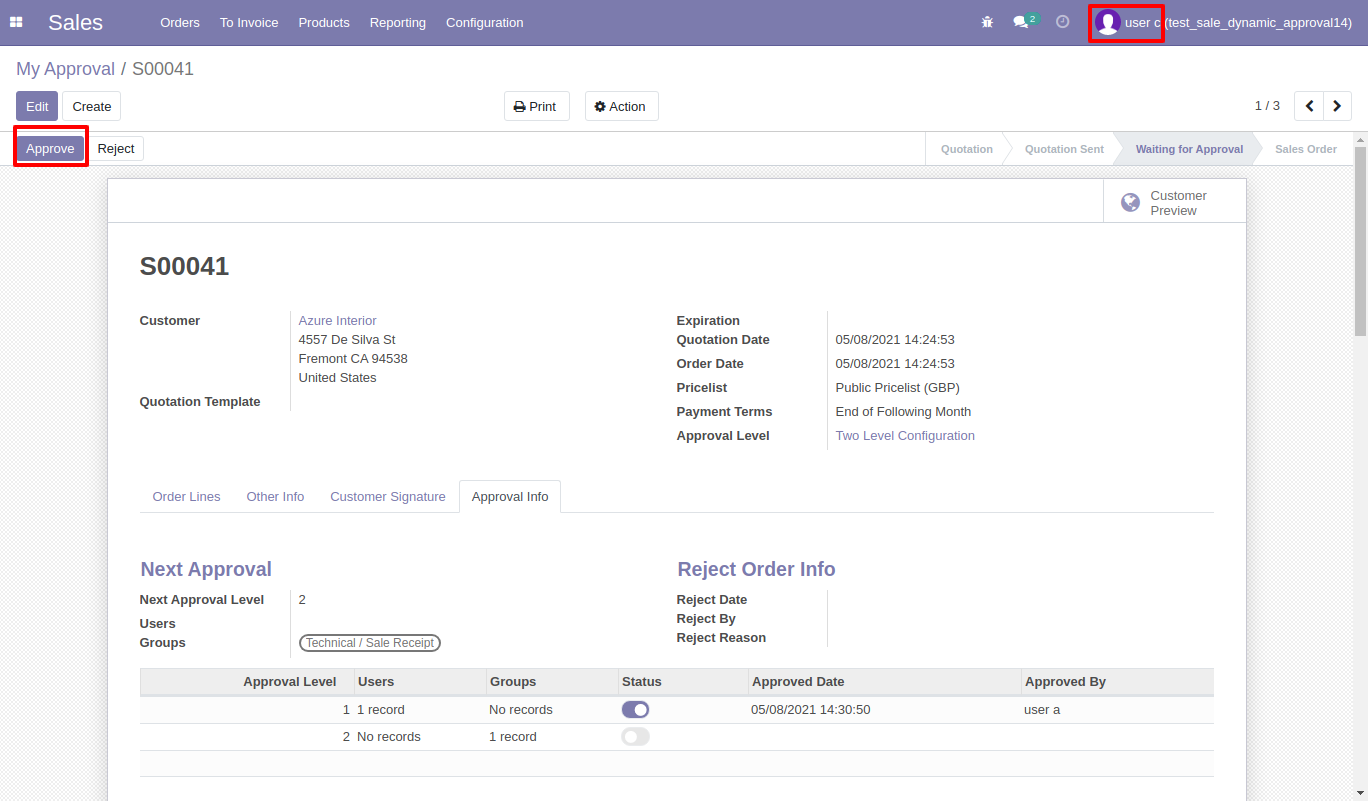 Sales Orders To Invoice Products Reporting Configuration 2 user c (test_sale_dynamic_approval14)
My Approval / S00041
Edit Create Print Action 1 / 3
Approve Reject Quotation Quotation Sent Waiting for Approval Sales Order
Customer
Preview
S00041
Customer Azure Interior
4557 De Silva St
Fremont CA 94538
United States
Quotation Template
Expiration
Quotation Date 05/08/2021 14:24:53
Order Date 05/08/2021 14:24:53
Pricelist Public Pricelist (GBP)
Payment Terms End of Following Month
Approval Level Two Level Configuration
Order Lines Other Info Customer Signature Approval Info
Next Approval
Next Approval Level 2
Users
Groups Technical / Sale Receipt
Reject Order Info
Reject Date
Reject By
Reject Reason
Approval Level Users Groups Status Approved Date Approved By
1 1 record No records 05/08/2021 14:30:50 user a
2 No records 1 record